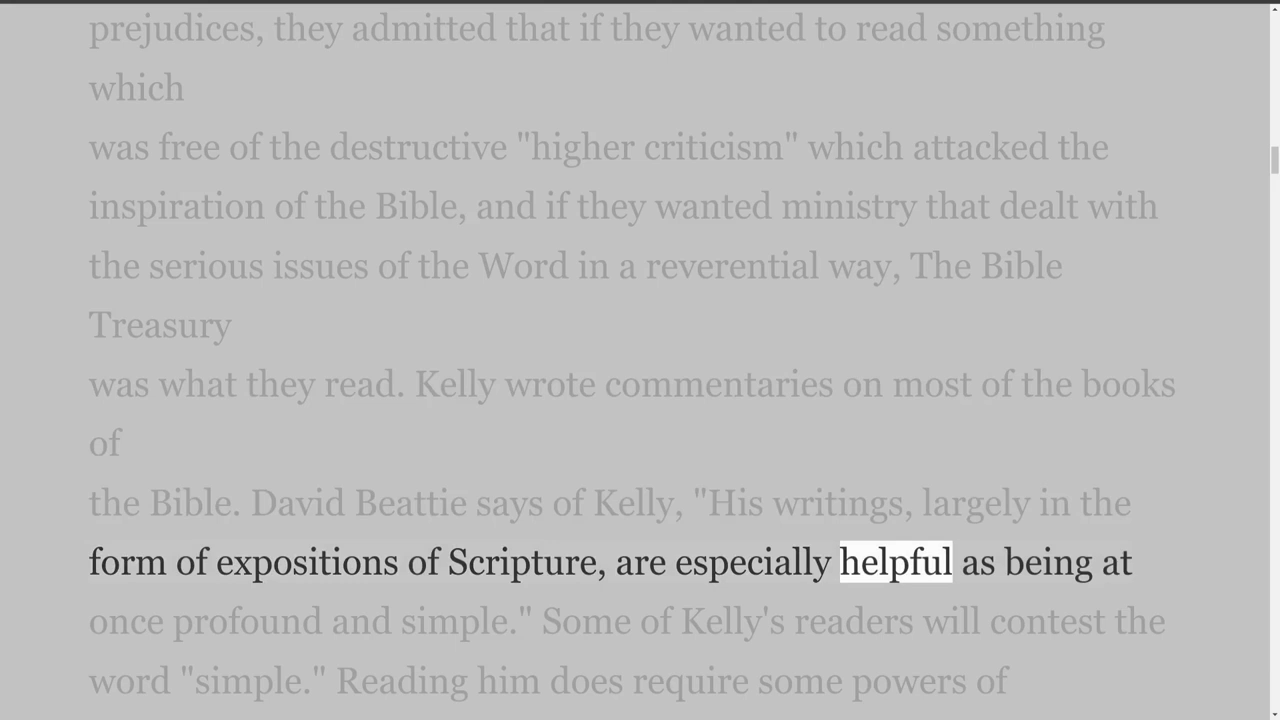 prejudices, they admitted that if they wanted to read something
which
was free of the destructive "higher criticism" which attacked the
inspiration of the Bible, and if they wanted ministry that dealt with
the serious issues of the Word in a reverential way, The Bible
Treasury
was what they read. Kelly wrote commentaries on most of the books
of
the Bible. David Beattie says of Kelly, "His writings, largely in the
form of expositions of Scripture, are especially helpful as being at
once profound and simple." Some of Kelly's readers will contest the
word "simple." Reading him does require some powers of